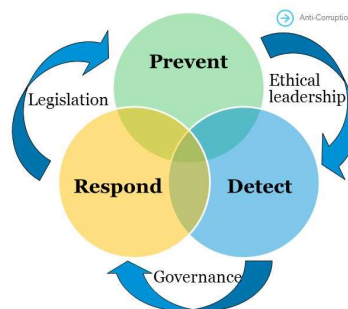 Anti-Corruptio
Prevent
Legislation
Ethical
leadership
Respond
Detect
Governance